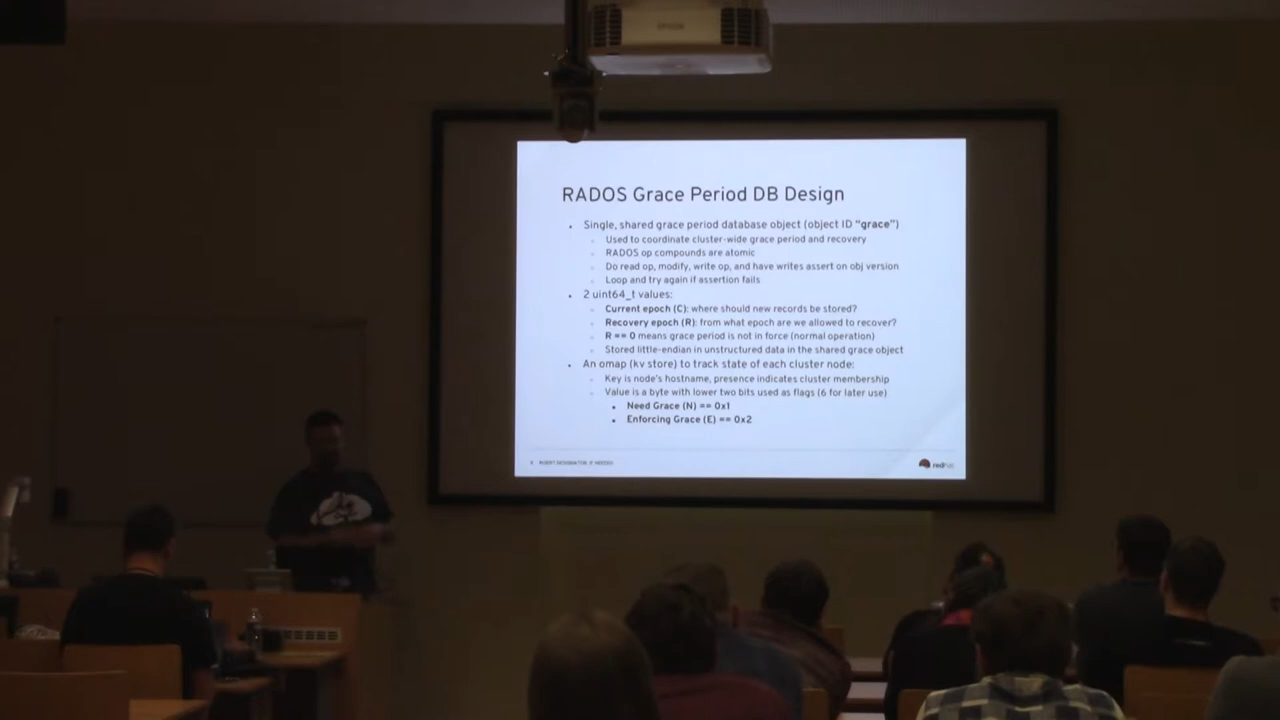 EPSON
RADOS Grace Period DB Design
Single, shared grace period database object (object ID “grace”)
Used to coordinate cluster-wide grace period and recovery
RADOS op compounds are atomic
Do read op, modify, write op, and have writes assert on obj version
Loop and try again if assertion fails
2 uint64_t values:
Current epoch (C): where should new records be stored?
Recovery epoch (R): from what epoch are we allowed to recover?
R == 0 means grace period is not in force (normal operation)
Stored little-endian in unstructured data in the shared grace object
An omap (kv store) to track state of each cluster node:
Key is node's hostname, presence indicates cluster membership
Value is a byte with lower two bits used as flags (6 for later use)
Need Grace (N) == 0x1
Enforcing Grace (E) == 0x2
INSERT DESIGNATOR, IF NEEDED
redhat